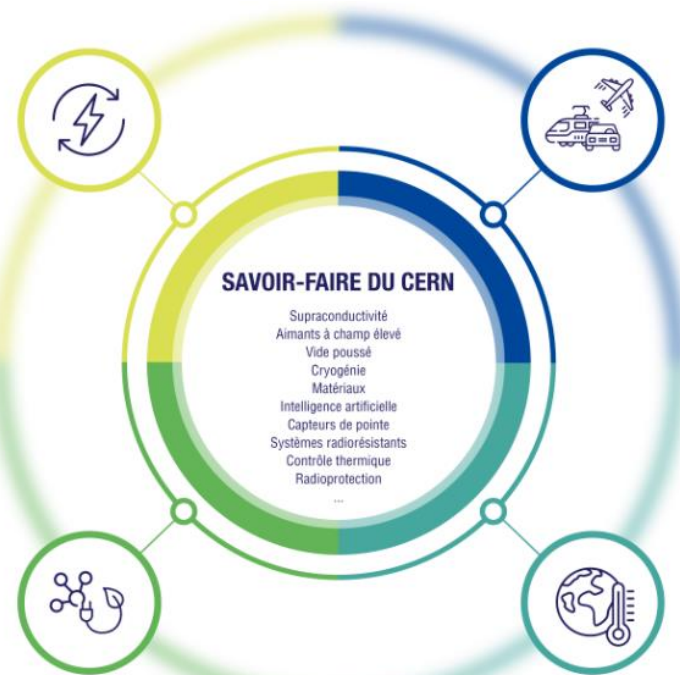 SAVOIR-FAIRE DU CERN
Supraconductivité
Aimants à champ élevé
Vide poussé
Cryogénie
Matériaux
Intelligence artificielle
Capteurs de pointe
Systèmes radiorésistants
Contrôle thermique
Radioprotection
...